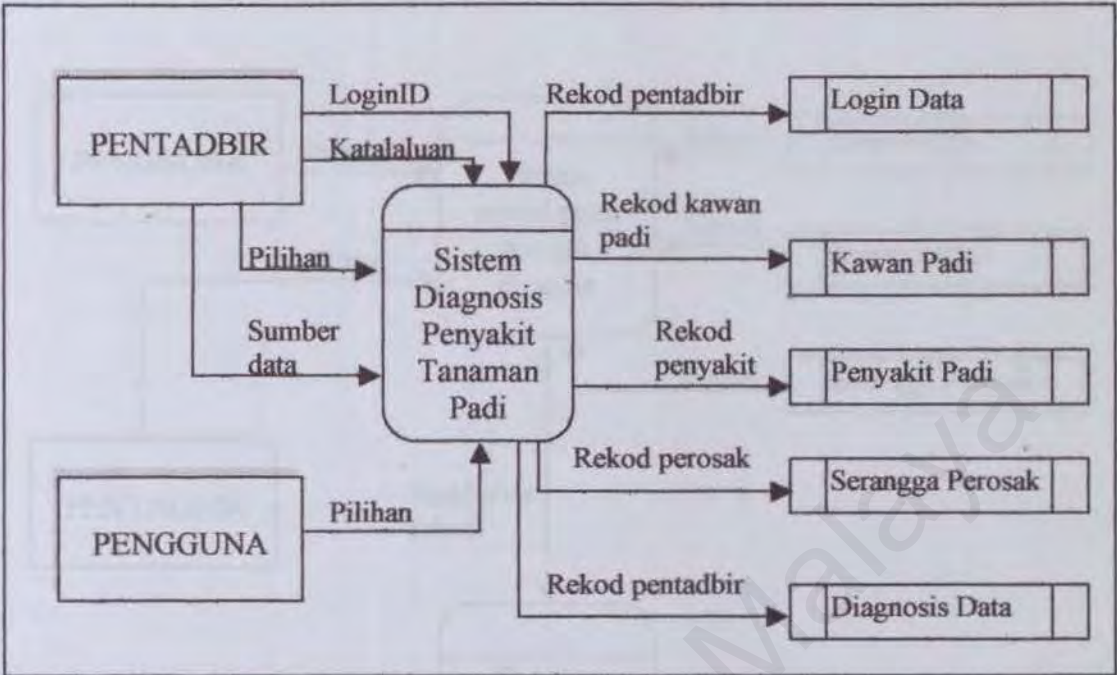 PENTADBIR
LoginID
Katalaluan
Pilihan
Sumber
data
PENGGUNA
Pilihan
Sistem
Diagnosis
Penyakit
Tanaman
Padi
Rekod pentadbir
Login Data
Rekod kawan
padi
Kawan Padi
Rekod
penyakit
Penyakit Padi
Rekod perosak
Serangga Perosak
Rekod pentadbir
Diagnosis Data
Malaya